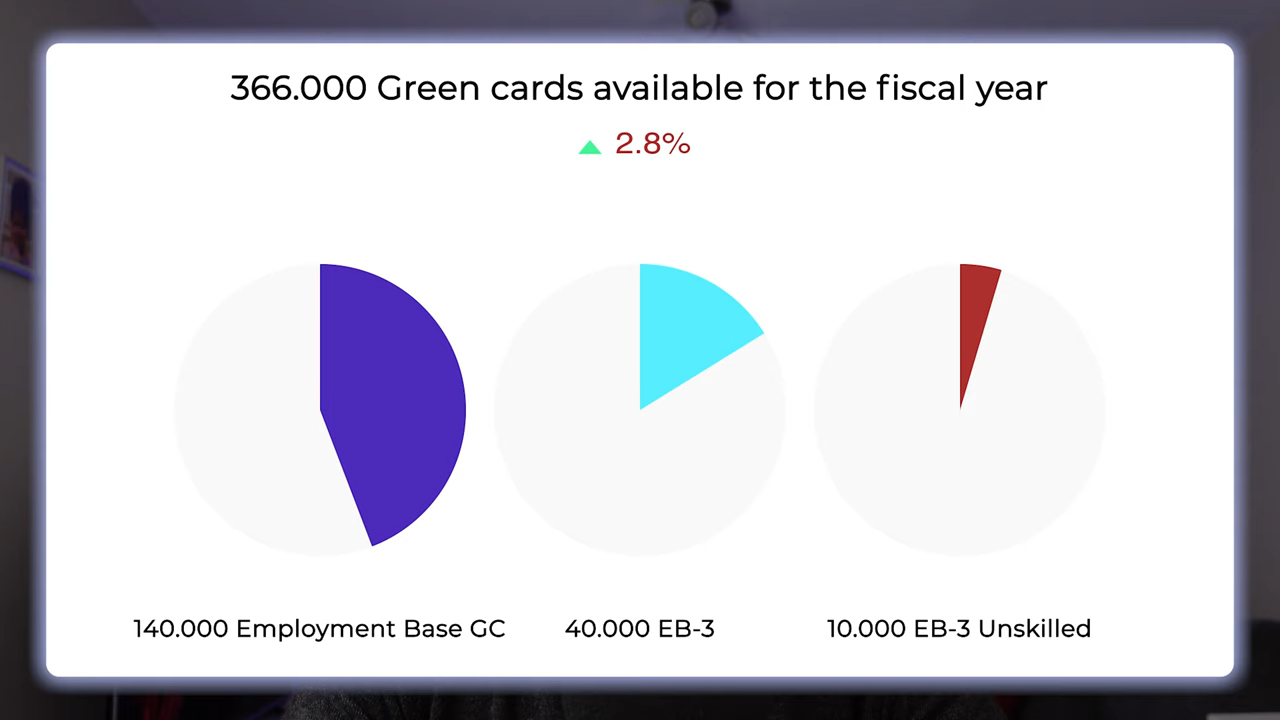 366.000 Green cards available for the fiscal year
2.8%
140.000 Employment Base GC
40.000 EB-3
10.000 EB-3 Unskilled